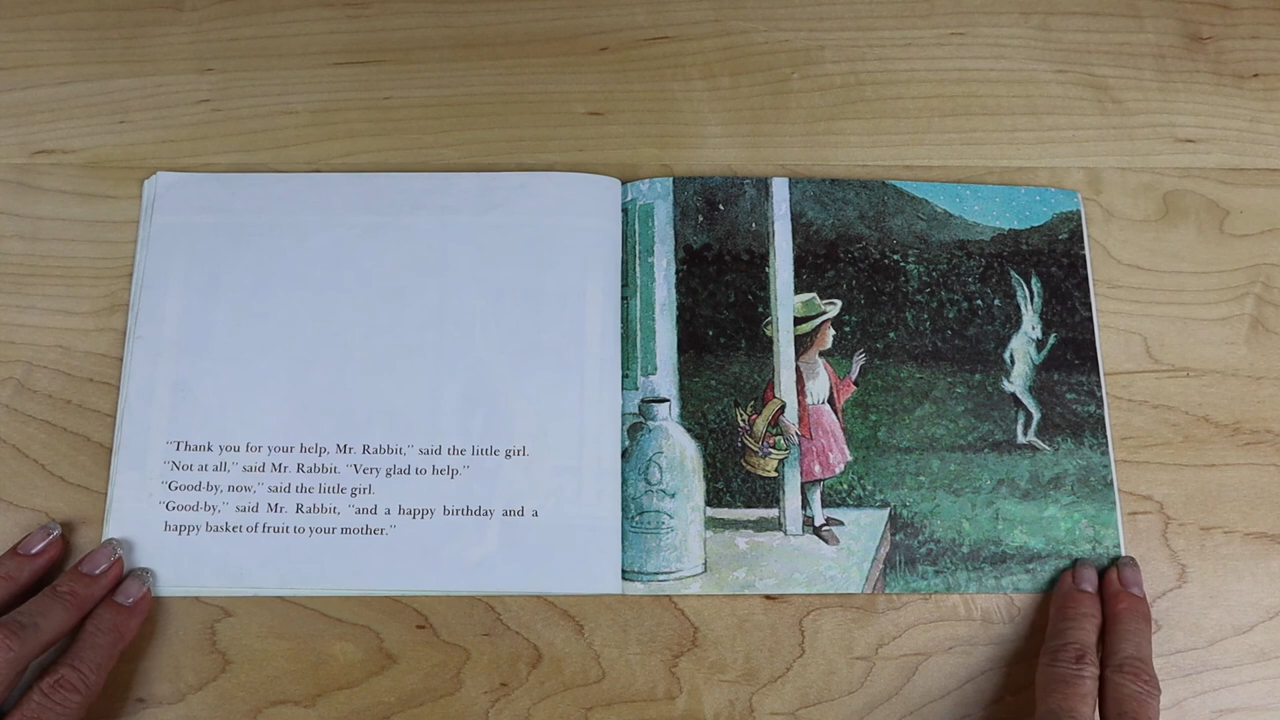 "Thank you for your help, Mr. Rabbit," said the little girl.
"Not at all," said Mr. Rabbit. "Very glad to help."
"Good-by, now," said the little girl.
"Good-by," said Mr. Rabbit, "and a happy birthday and a
happy basket of fruit to your mother."
6